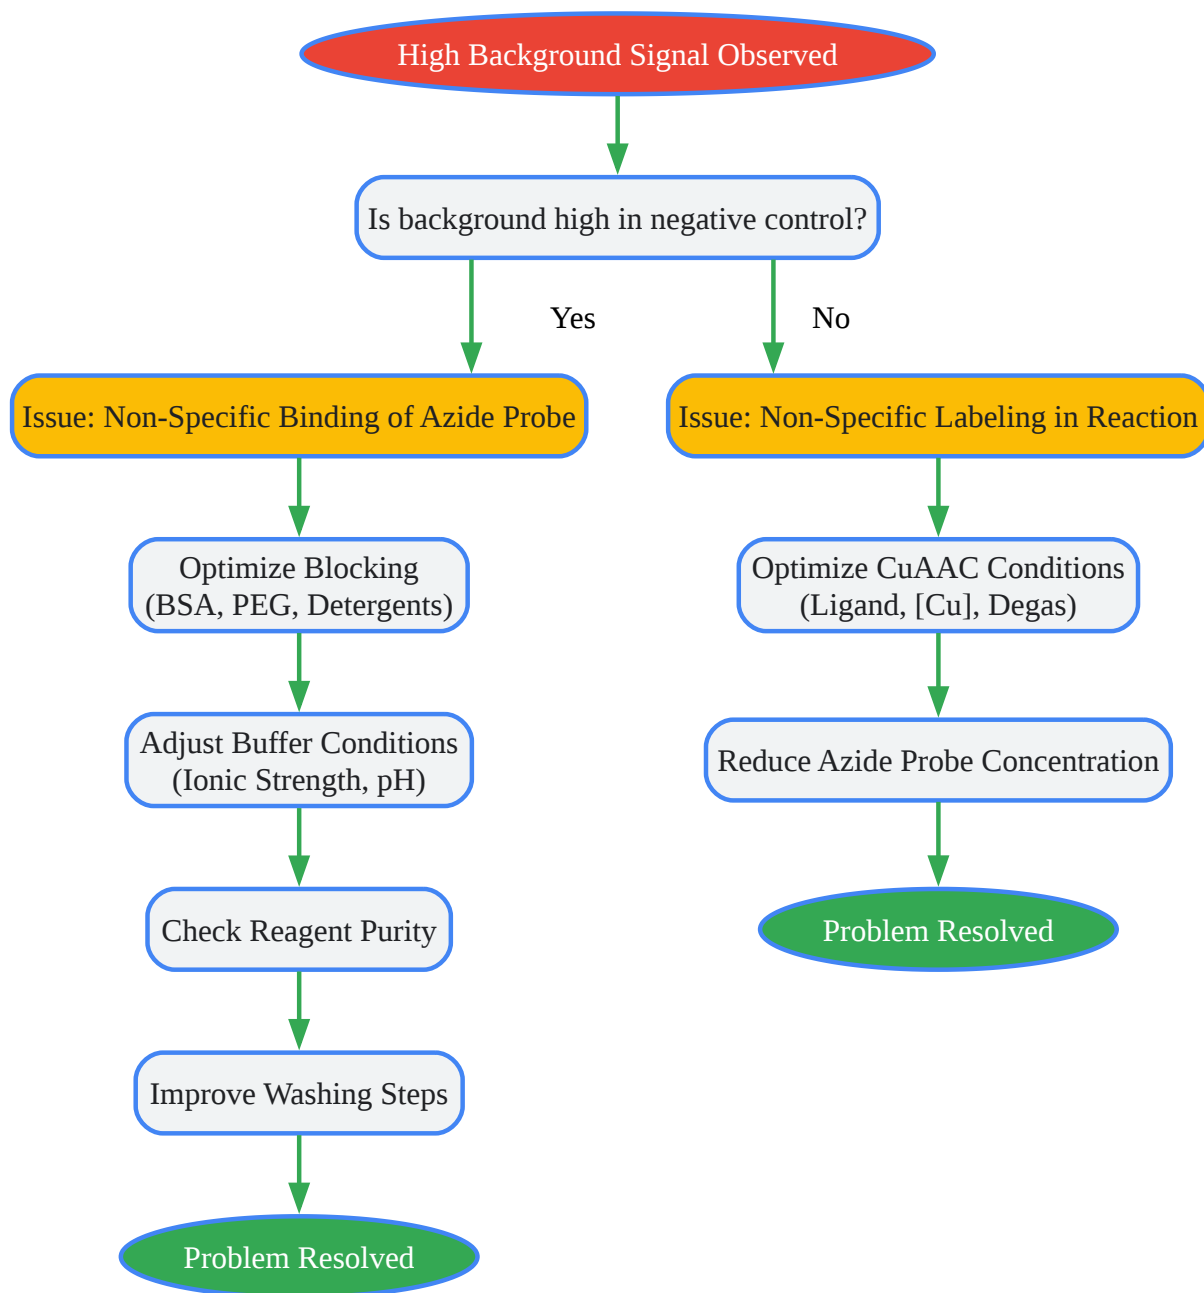 High Background Signal Observed
Is background high in negative control?
Yes
No
Issue: Non-Specific Binding of Azide Probe
Issue: Non-Specific Labeling in Reaction
Optimize Blocking
(BSA, PEG, Detergents)
Optimize CuAAC Conditions
(Ligand, [Cu], Degas)
Adjust Buffer Conditions
(Ionic Strength, pH)
Reduce Azide Probe Concentration
Check Reagent Purity
Problem Resolved
Improve Washing Steps
Problem Resolved